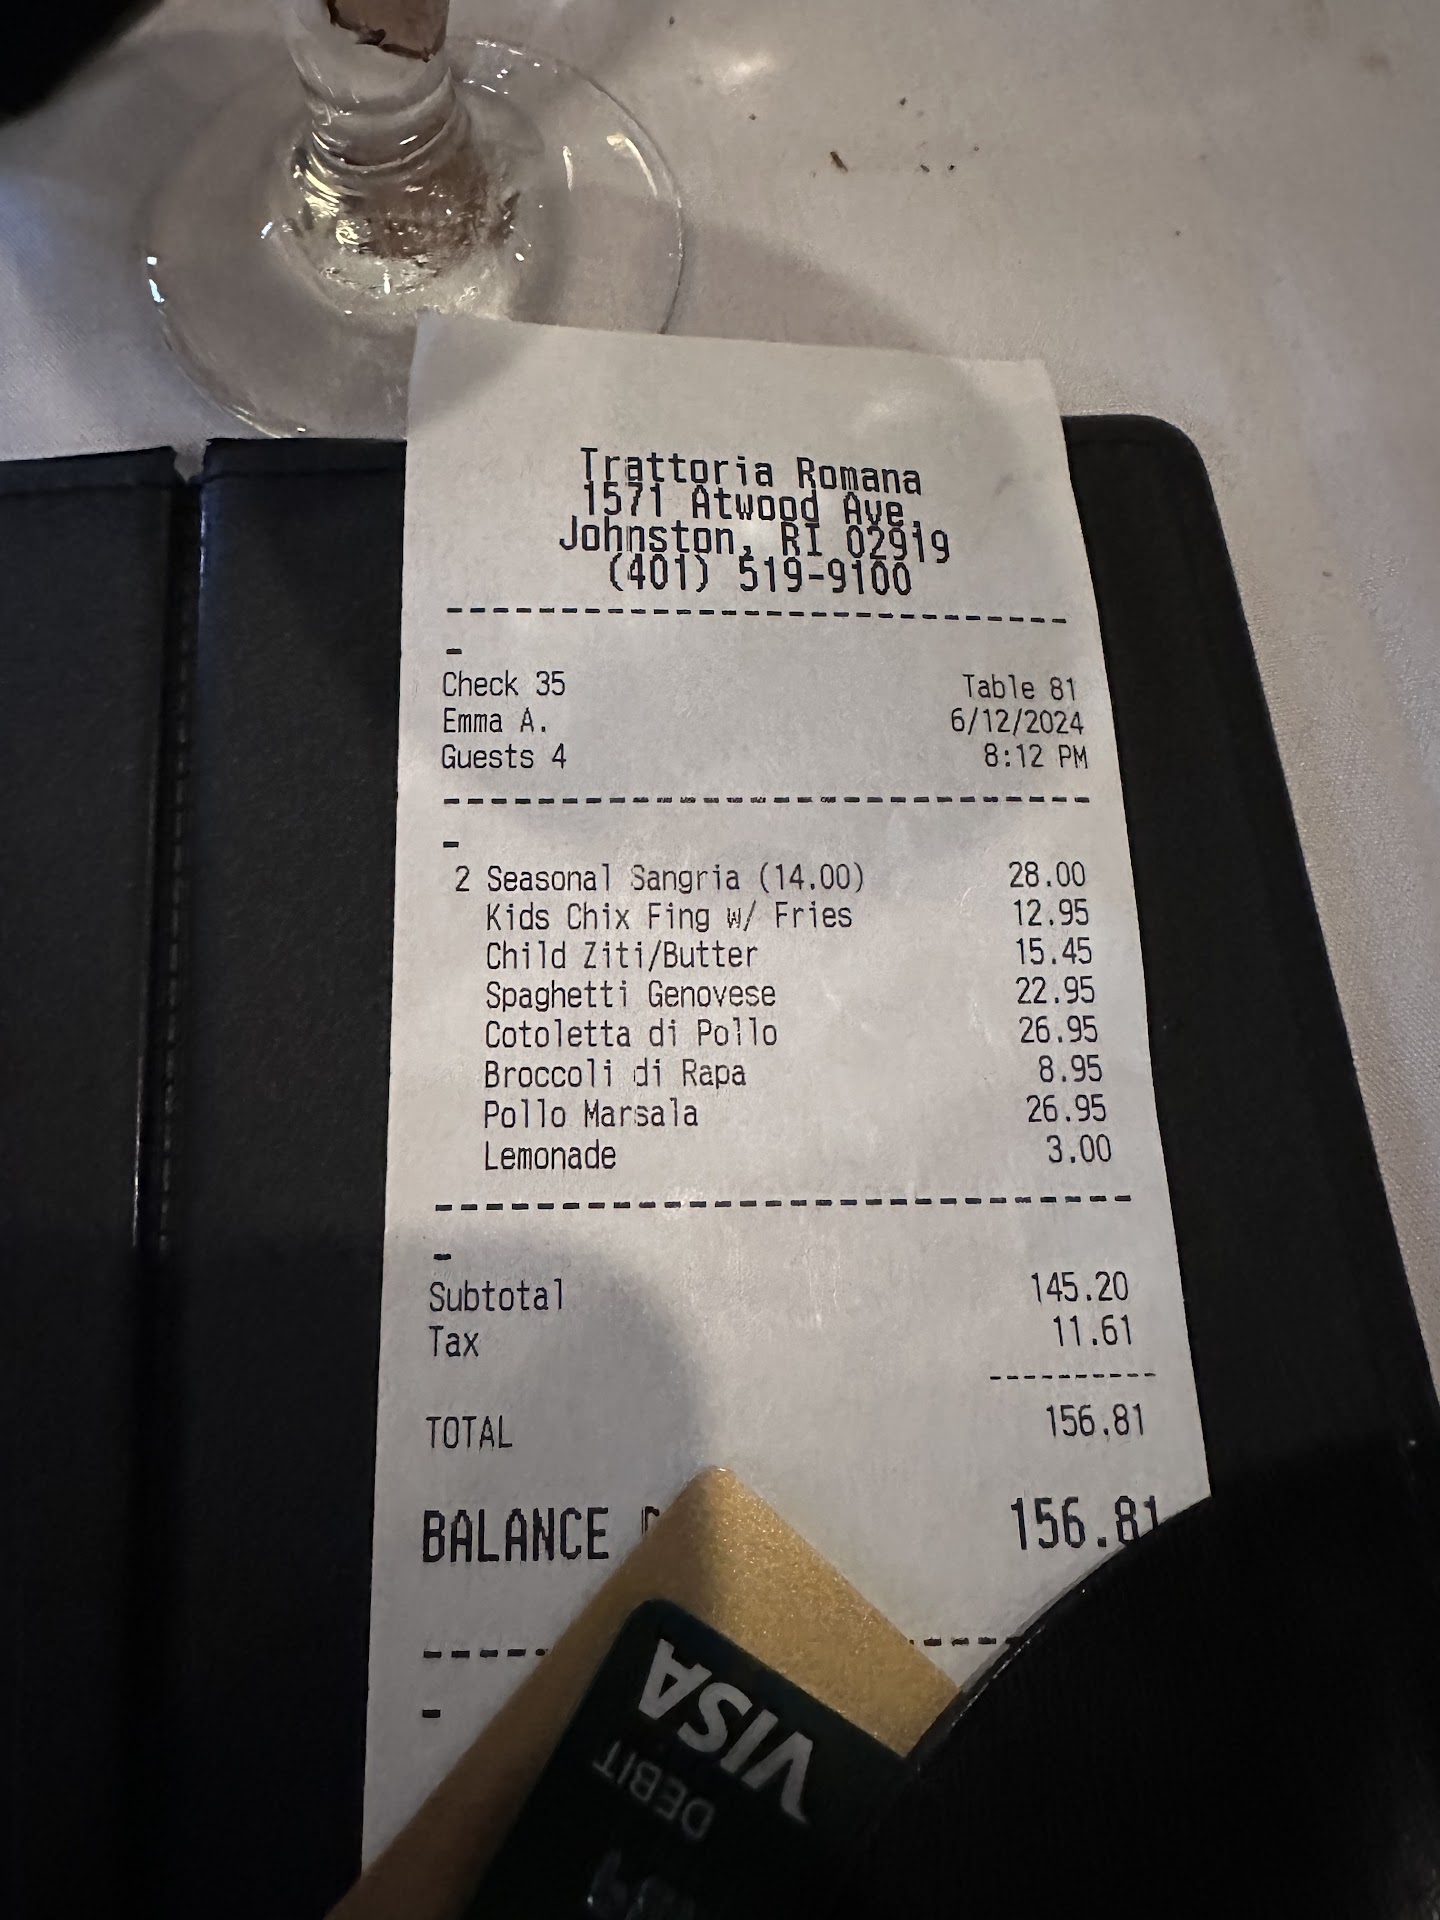 Trattoria Romana
1571 Atwood Ave.
Johnston, RI 02919
(401) 519-9100
Check 35 Table 81
Emma A. 6/12/2024
Guests 4 8:12 PM
2 Seasonal Sangria (14.00) 28.00
Kids Chix Fing w/ Fries 12.95
Child Ziti/Butter 15.45
Spaghetti Genovese 22.95
Cotoletta di Pollo 26.95
Broccoli di Rapa 8.95
Pollo Marsala 26.95
Lemonade 3.00
Subtotal 145.20
Tax 11.61
TOTAL 156.81
BALANCE 156.81
VISA
DEBIT